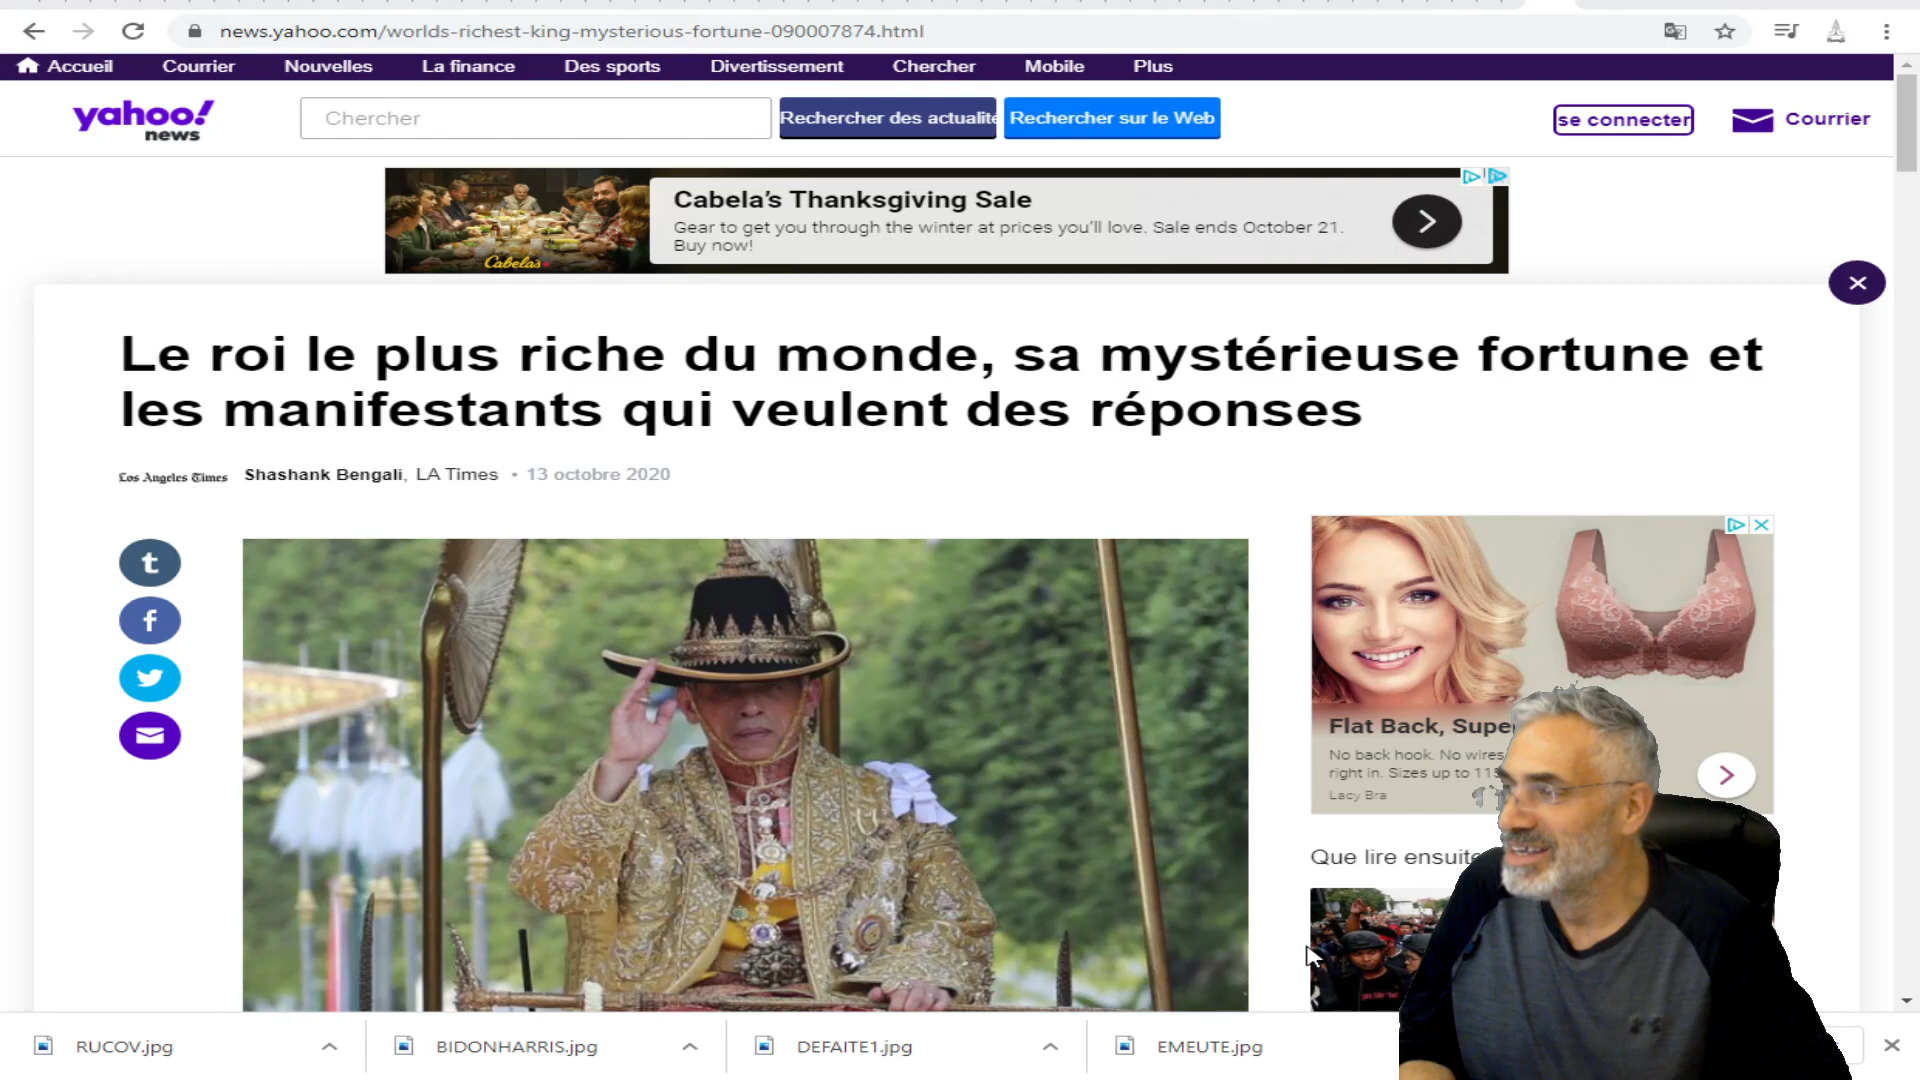 news.yahoo.com/worlds-richest-king-mysterious-fortune-090007874.html
Accueil Courrier Nouvelles La finance Des sports Divertissement Chercher Mobile Plus
yahoo!
news
Chercher
Rechercher des actualité
Rechercher sur le Web
se connecter
Courrier
Cabela's Thanksgiving Sale
Gear to get you through the winter at prices you'll love. Sale ends October 21.
Buy now!
Cabela's
Le roi le plus riche du monde, sa mystérieuse fortune et
les manifestants qui veulent des réponses
Los Angeles Times Shashank Bengali, LA Times • 13 octobre 2020
t
f
Flat Back, Supe
No back hook. No wires
right in. Sizes up to 11
Lacy Bra
Que lire ensuite
RUCOV.jpg
BIDONHARRIS.jpg
DEFAITE1.jpg
EMEUTE.jpg